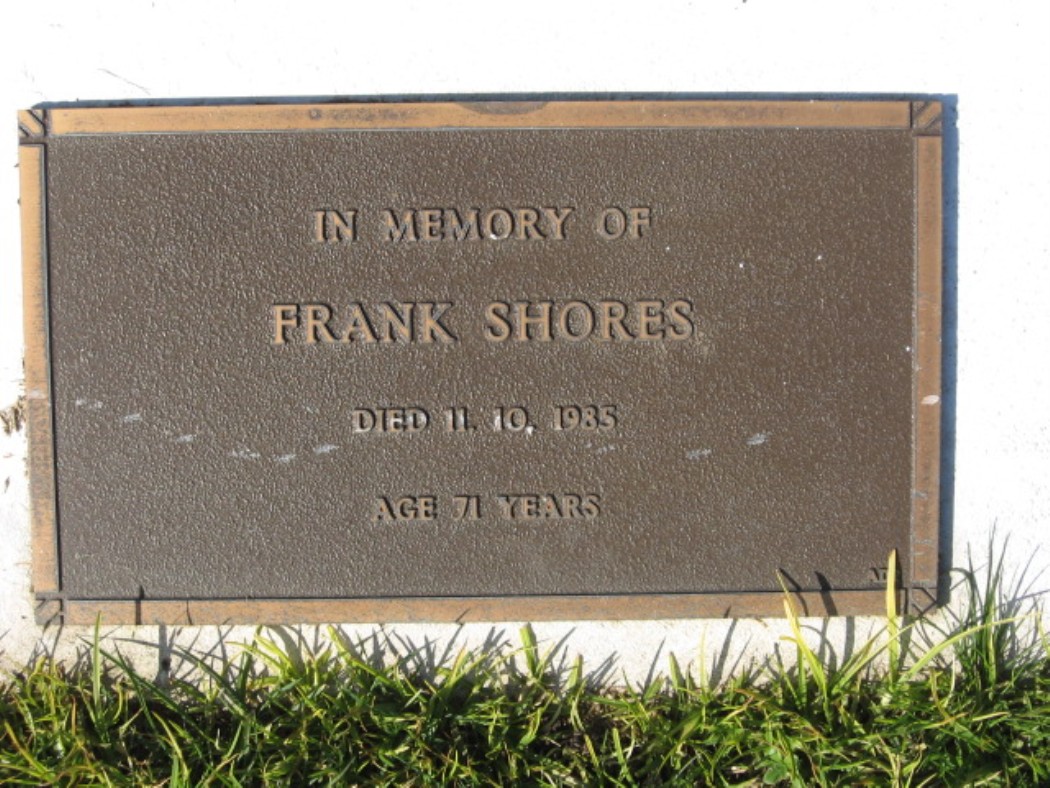 IN MEMORY OF
FRANK SHORES
DIED 11. 10. 1985
AGE 71 YEARS